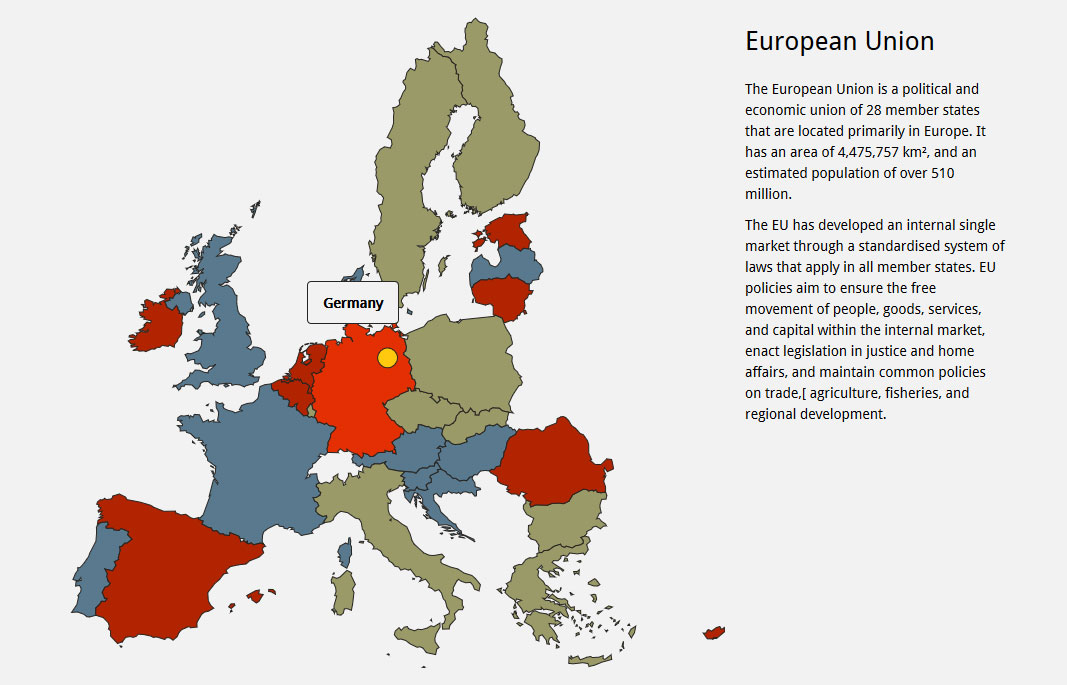 European Union
The European Union is a political and
economic union of 28 member states
that are located primarily in Europe. It
has an area of 4,475,757 km², and an
estimated population of over 510
million.
The EU has developed an internal single
market through a standardised system of
laws that apply in all member states. EU
policies aim to ensure the free
movement of people, goods, services,
and capital within the internal market,
enact legislation in justice and home
affairs, and maintain common policies
on trade,[ agriculture, fisheries, and
regional development.
Germany